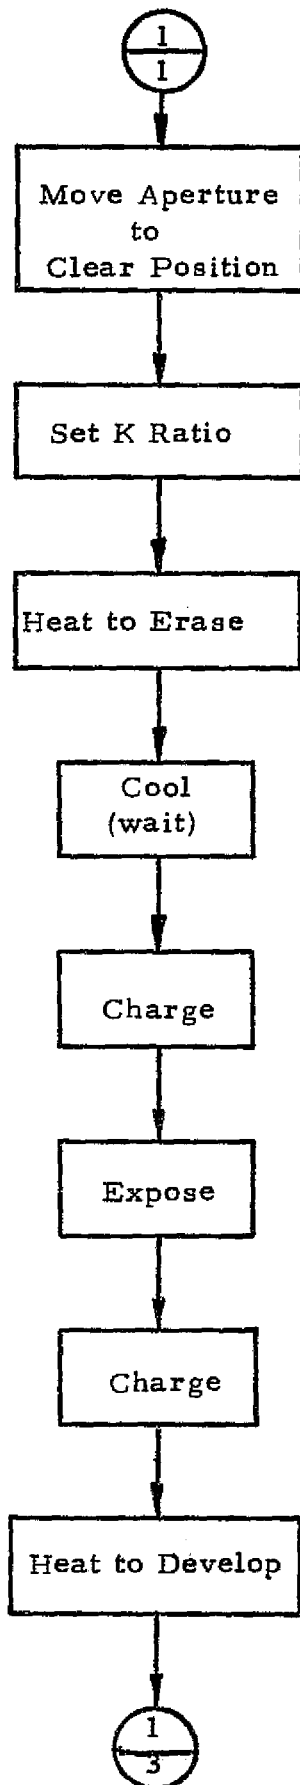 1
1
Move Aperture
to
Clear Position
Set K Ratio
Heat to Erase
Cool
(wait)
Charge
Expose
Charge
Heat to Develop
1
3